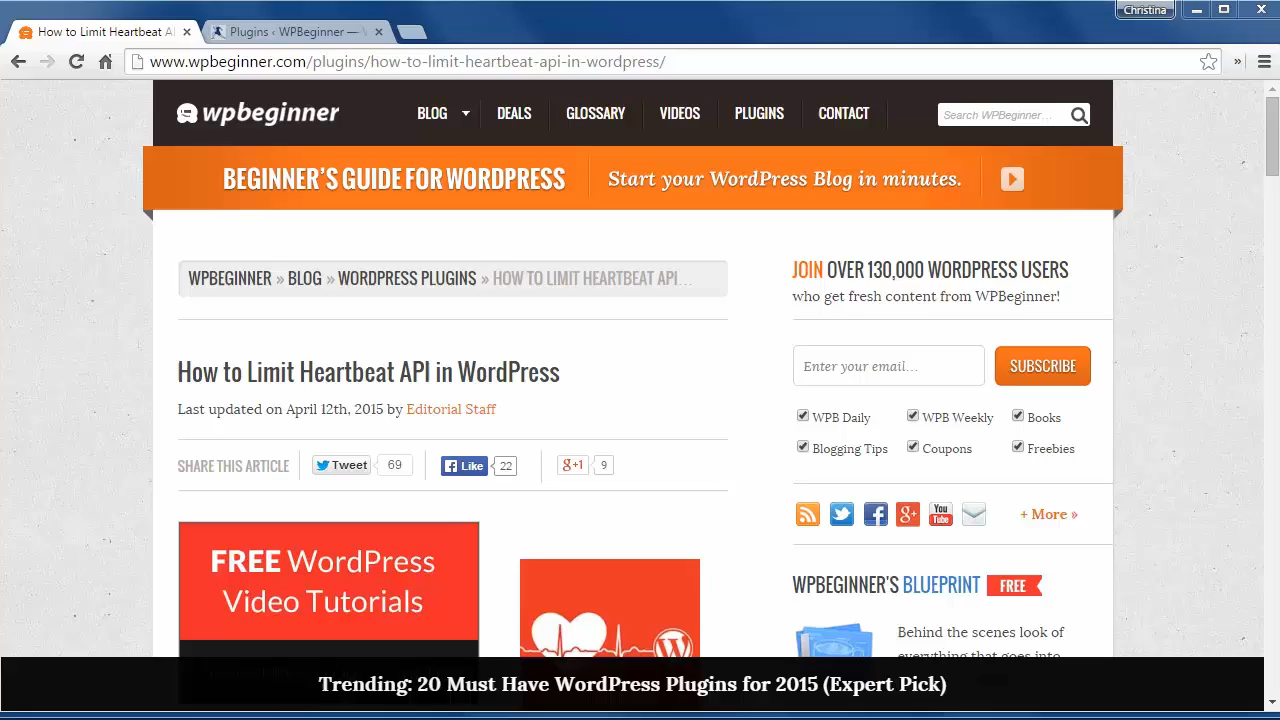 Christina
How to Limit Heartbeat A
Plugins ‹ WPBeginner — W
www.wpbeginner.com/plugins/how-to-limit-heartbeat-api-in-wordpress/
wpbeginner
BLOG DEALS GLOSSARY VIDEOS PLUGINS CONTACT
Search WPBeginner...
BEGINNER'S GUIDE FOR WORDPRESS
Start your WordPress Blog in minutes.
WPBEGINNER » BLOG » WORDPRESS PLUGINS » HOW TO LIMIT HEARTBEAT API...
How to Limit Heartbeat API in WordPress
Last updated on April 12th, 2015 by Editorial Staff
SHARE THIS ARTICLE Tweet 69 Like 22 g+1 9
FREE WordPress
Video Tutorials
JOIN OVER 130,000 WORDPRESS USERS
who get fresh content from WPBeginner!
Enter your email... SUBSCRIBE
WPB Daily WPB Weekly Books
Blogging Tips Coupons Freebies
You
Tube
+ More »
WPBEGINNER'S BLUEPRINT FREE
Behind the scenes look of
everything that goes into
Trending: 20 Must Have WordPress Plugins for 2015 (Expert Pick)